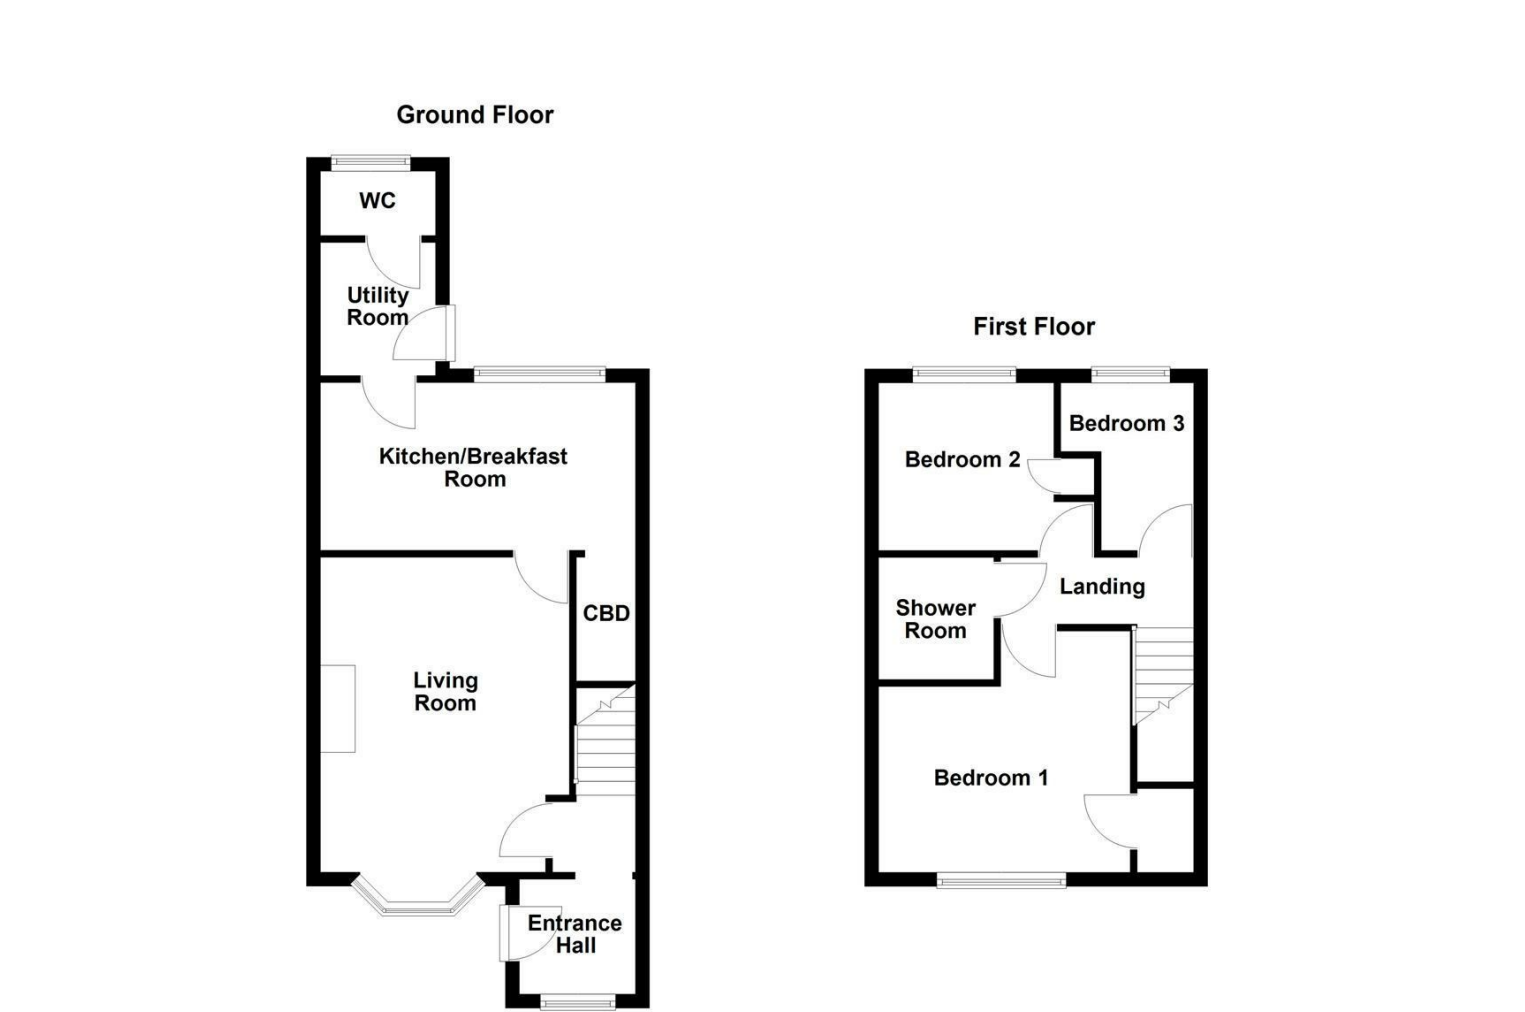 Ground Floor
WC
Utility
Room
Kitchen/Breakfast
Room
CBD
Living
Room
Entrance
Hall
First Floor
Bedroom 3
Bedroom 2
Landing
Shower
Room
Bedroom 1